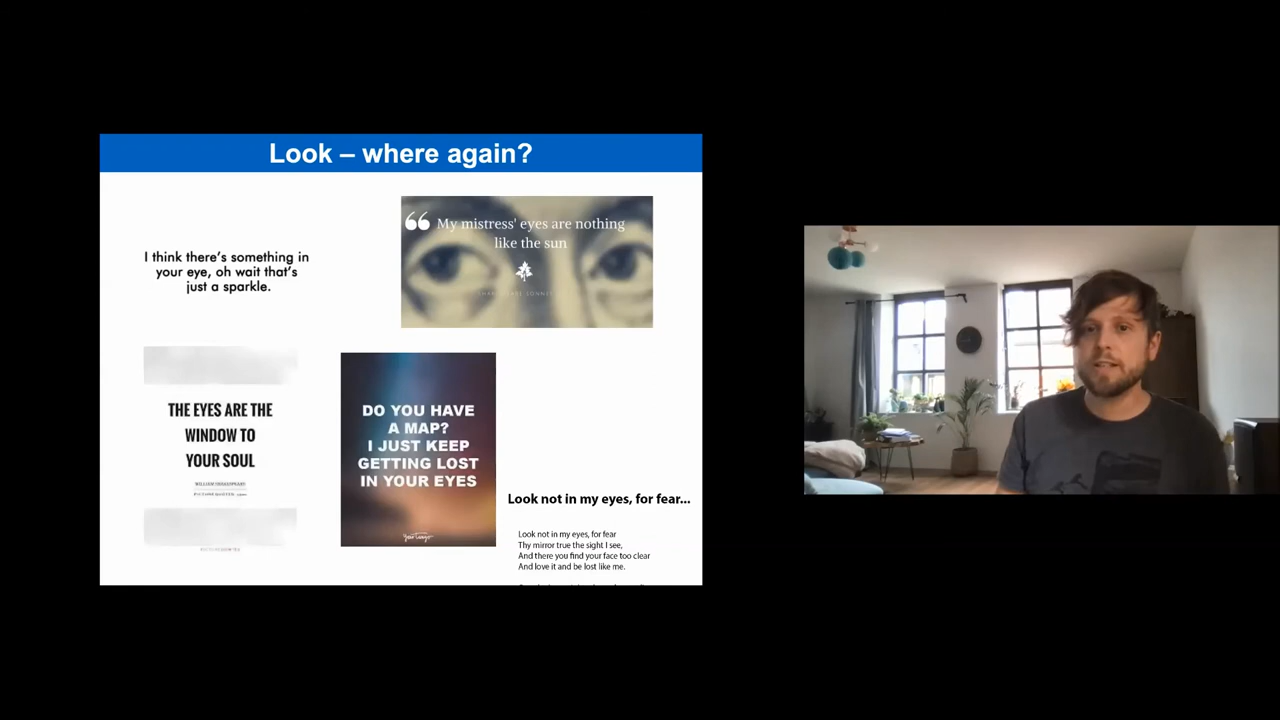 Look – where again?
I think there's something in
your eye, oh wait that's
just a sparkle.
“ My mistress' eyes are nothing
like the sun
THE EYES ARE THE
WINDOW TO
YOUR SOUL
WILLIAM SHAKESPEARE
DO YOU HAVE
A MAP?
I JUST KEEP
GETTING LOST
IN YOUR EYES
YourTango
Look not in my eyes, for fear...
Look not in my eyes, for fear
Thy mirror true the sight I see,
And there you find your face too clear
And love it and be lost like me.